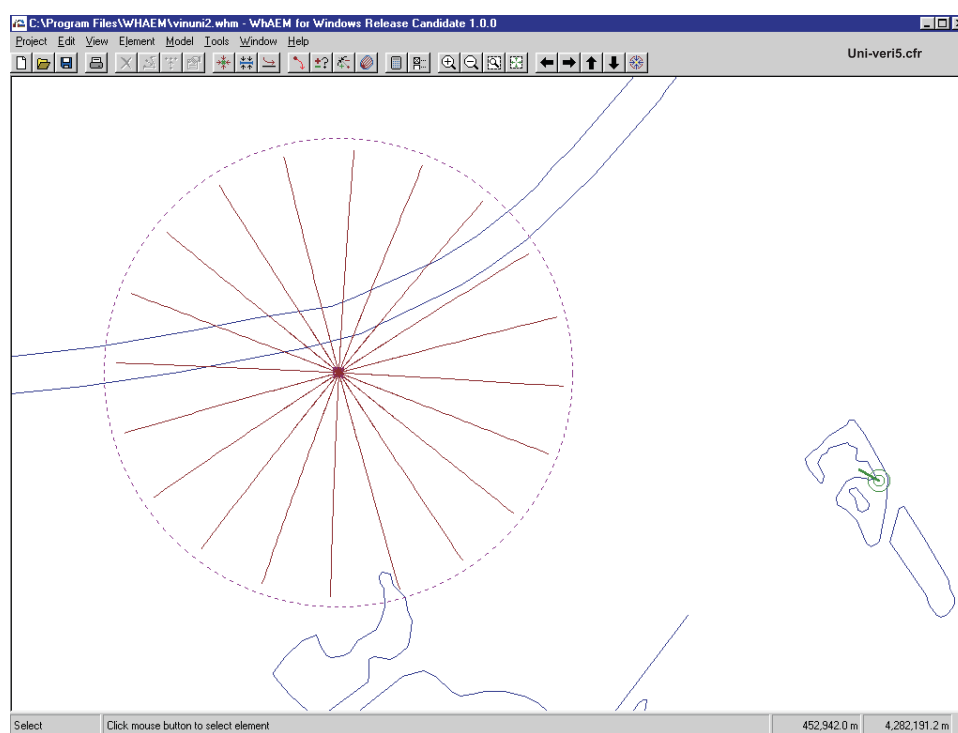 C:\Program Files\WHAEM\vinuni2.whm - WhAEM for Windows Release Candidate 1.0.0
Project Edit View Element Model Tools Window Help
Uni-veri5.cfr
Select Click mouse button to select element 452,942.0 m 4,282,191.2 m